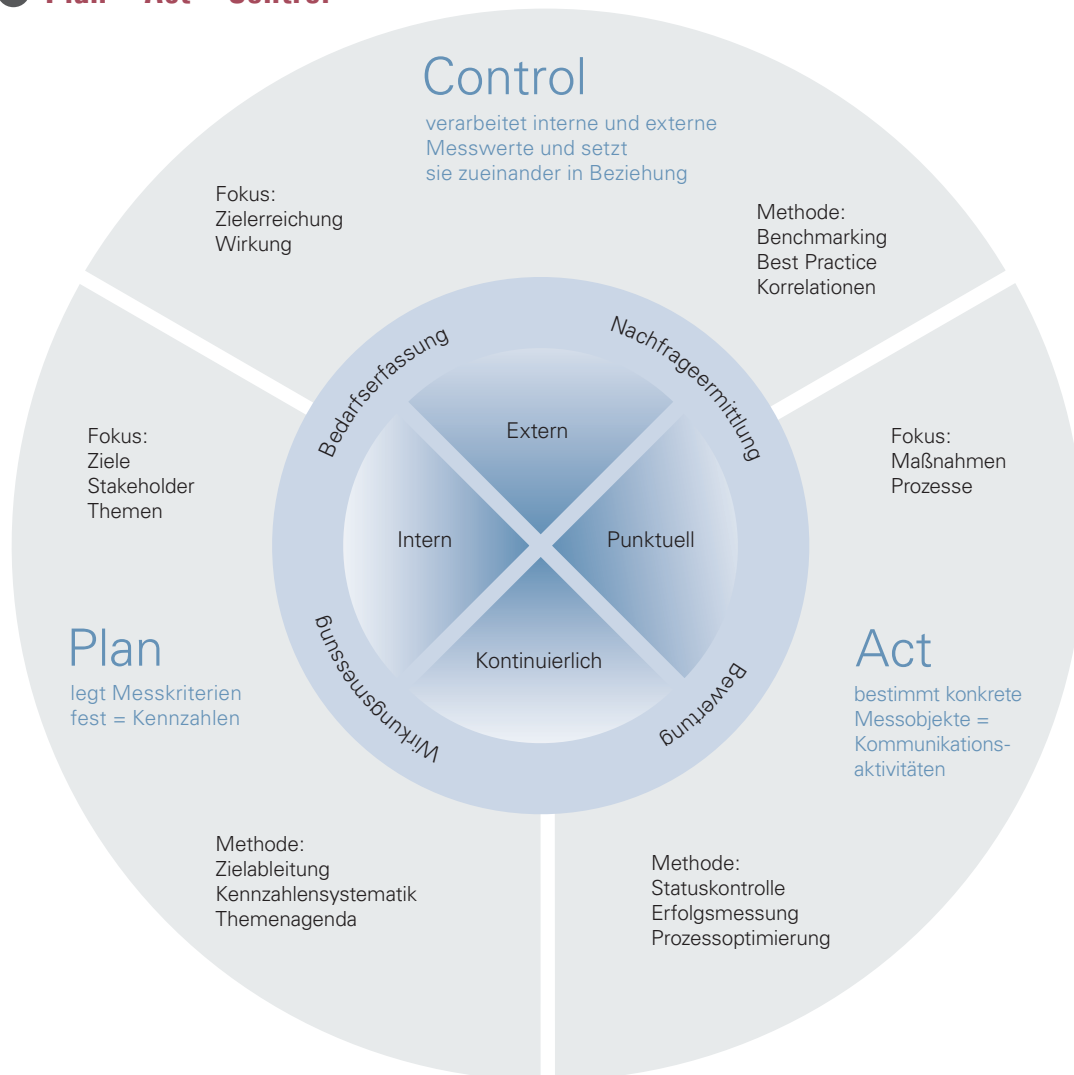 Plan – Act – Control
Control
verarbeitet interne und externe
Messwerte und setzt
sie zueinander in Beziehung
Fokus:
Zielerreichung
Wirkung
Methode:
Benchmarking
Best Practice
Korrelationen
Bedarfserfassung
Nachfrageermittlung
Extern
Intern
Punktuell
Kontinuierlich
Wirkungsmessung
Bewertung
Fokus:
Ziele
Stakeholder
Themen
Plan
legt Messkriterien
fest = Kennzahlen
Methode:
Zielableitung
Kennzahlensystematik
Themenagenda
Fokus:
Maßnahmen
Prozesse
Act
bestimmt konkrete
Messobjekte =
Kommunikations-
aktivitäten
Methode:
Statuskontrolle
Erfolgsmessung
Prozessoptimierung